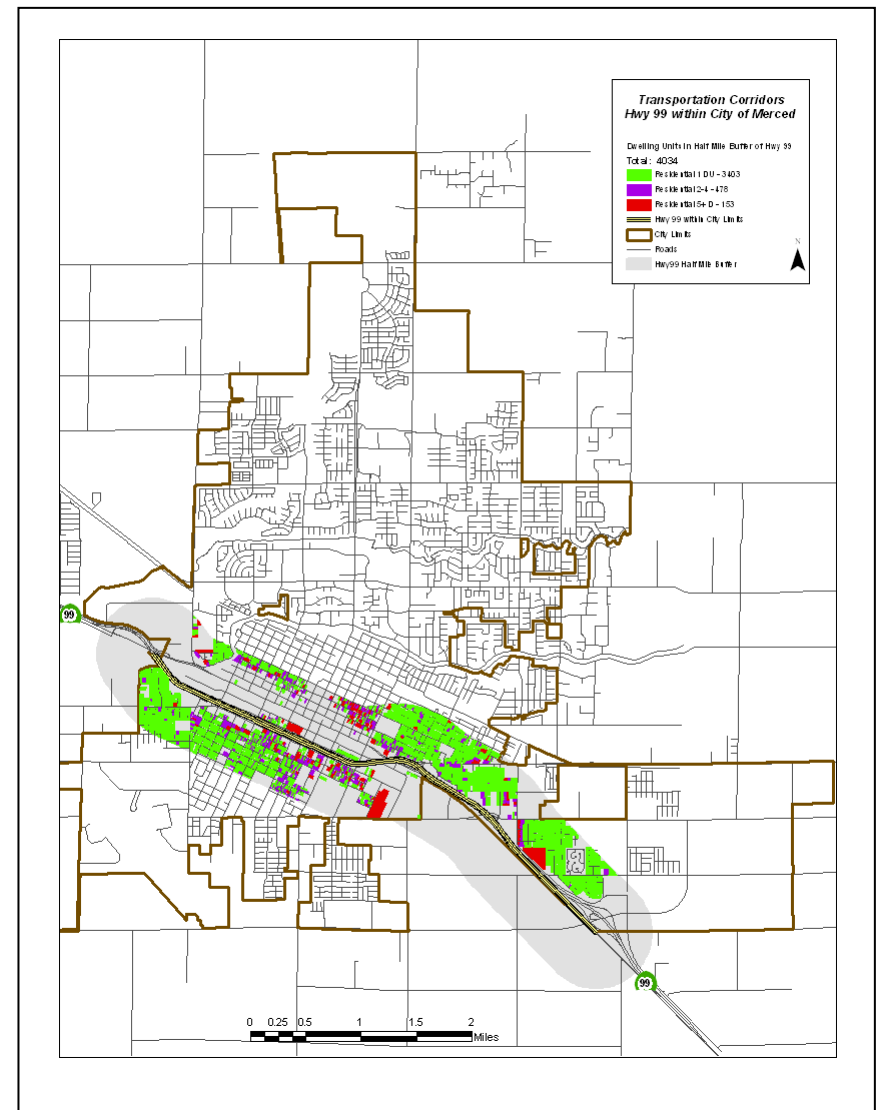 Transportation Corridors
Hwy 99 within City of Merced
Dwelling Units in Half Mile Buffer of Hwy 99
Total: 4034
Residential 1 DU - 3403
Residential 2-4 - 478
Residential 5+ D - 153
Hwy 99 within City Limits
City Limits
Roads
Hwy99 Half Mile Buffer
N
99
99
0 0.25 0.5 1 1.5 2
Miles